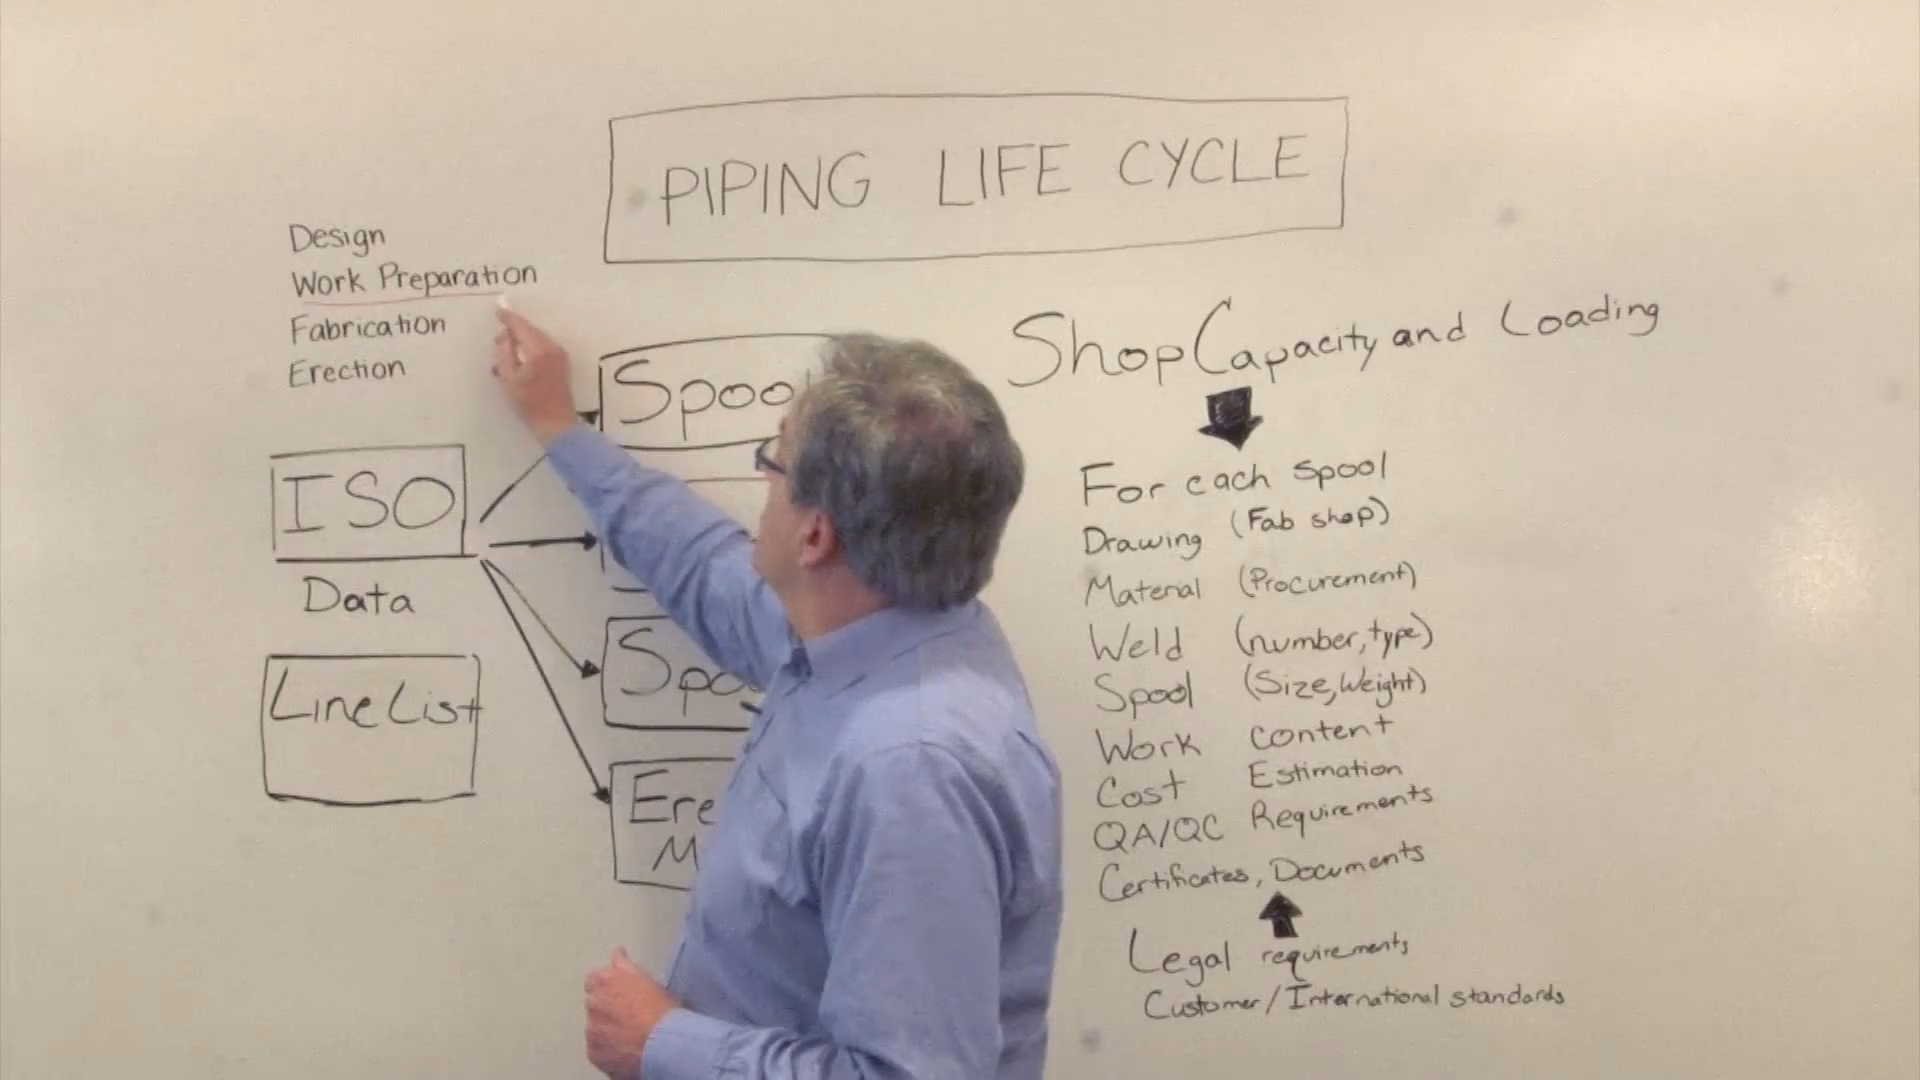 PIPING LIFE CYCLE
Design
Work Preparation
Fabrication
Erection
ISO
Data
Line List
Shop Capacity and Loading
For each spool
Drawing (Fab shop)
Material (Procurement)
Weld (number, type)
Spool (Size, Weight)
Work content
Cost Estimation
QA/QC Requirements
Certificates, Documents
Legal requirements
Customer/International standards